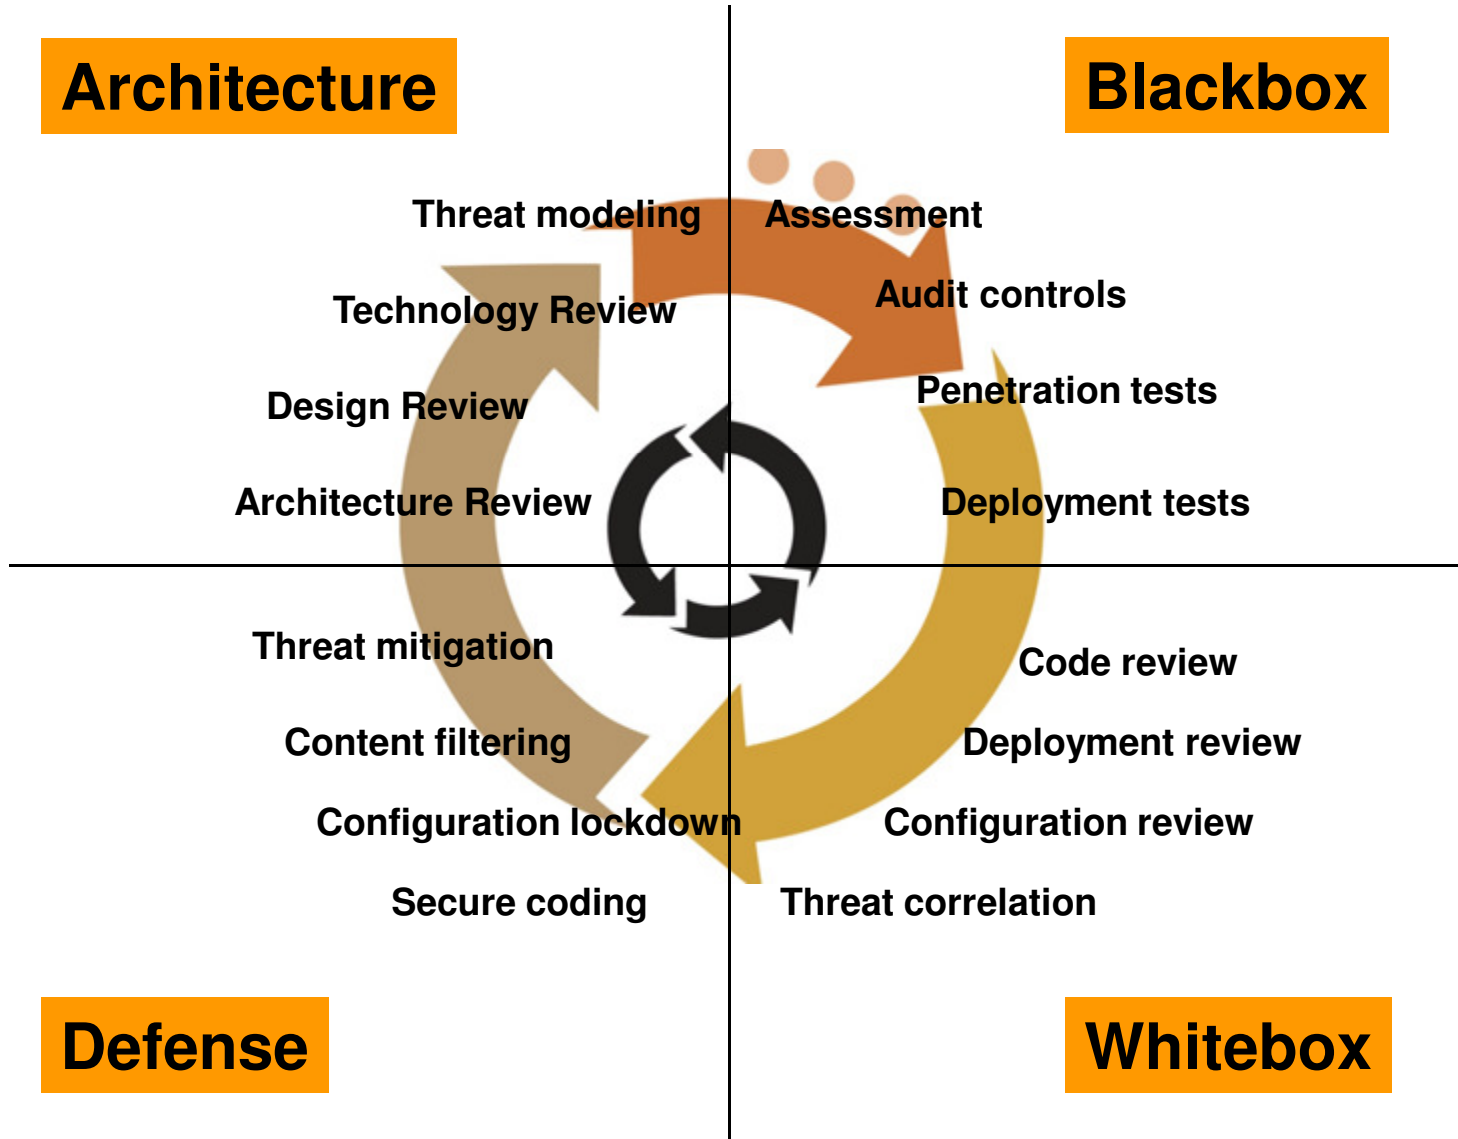 Architecture
Blackbox
Threat modeling
Technology Review
Design Review
Architecture Review
Assessment
Audit controls
Penetration tests
Deployment tests
Threat mitigation
Content filtering
Configuration lockdown
Secure coding
Code review
Deployment review
Configuration review
Threat correlation
Defense
Whitebox